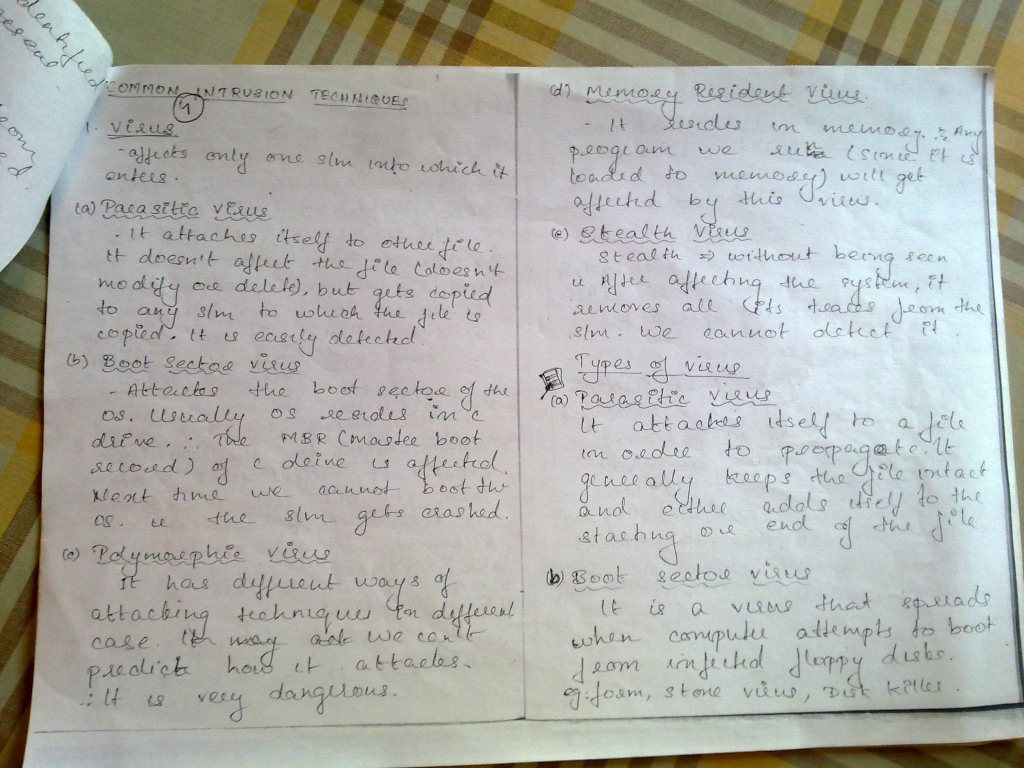 dentified
COMMON INTRUSION TECHNIQUES
4
1. Virus
- affects only one s/m into which it
enters.
(a) Parasitic virus
- It attaches itself to other file.
It doesn't affect the file (doesn't
modify or delete), but gets copied
to any s/m to which the file is
copied. It is easily detected.
(b) Boot sector virus
- Attacks the boot sector of the
OS. Usually OS resides in C
drive. ∴ The MBR (master boot
record) of C drive is affected.
Next time we cannot boot the
OS. ie the s/m gets crashed.
(c) Polymorphic virus
It has different ways of
attacking techniques in different
case. It may we can't
predict how it attacks.
∴ It is very dangerous.
(d) Memory Resident Virus
- It resides in memory. ∴ Any
program we run (since it is
loaded to memory) will get
affected by this virus.
(e) Stealth Virus
Stealth ⇒ without being seen
ie After affecting the system, it
removes all its traces from the
s/m. We cannot detect it.
Types of virus
(a) Parasitic virus
It attaches itself to a file
in order to propagate. It
generally keeps the file intact
and either adds itself to the
starting or end of the file
(b) Boot sector virus
It is a virus that spreads
when computer attempts to boot
from infected floppy disks.
eg: form, stone virus, Disk killer.